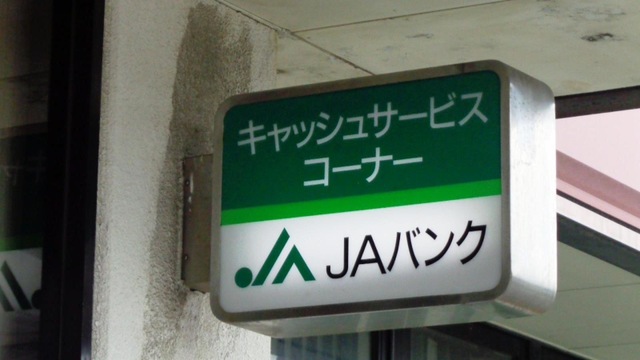 キャッシュサービス
コーナー
JAバンク